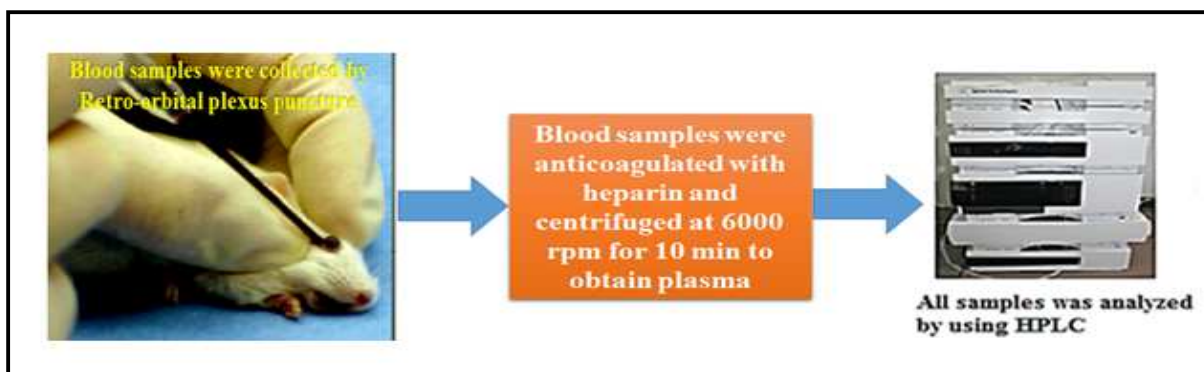 Blood samples were collected by
Retro-orbital plexus puncture
Blood samples were
anticoagulated with
heparin and
centrifuged at 6000
rpm for 10 min to
obtain plasma
All samples was analyzed
by using HPLC